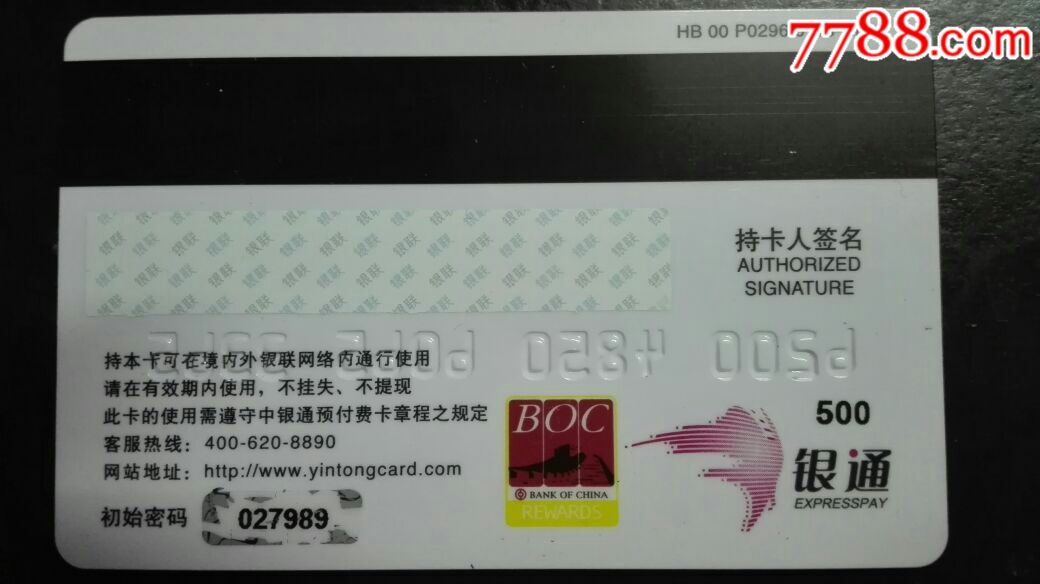 HB 00 P0296
7788.com
持卡人签名
AUTHORIZED
SIGNATURE
持本卡可在境内外银联网络内通行使用
请在有效期内使用，不挂失、不提现
此卡的使用需遵守中银通预付费卡章程之规定
客服热线：400-620-8890
网站地址：http://www.yintongcard.com
初始密码 027989
BOC
BANK OF CHINA
REWARDS
500
银通
EXPRESSPAY